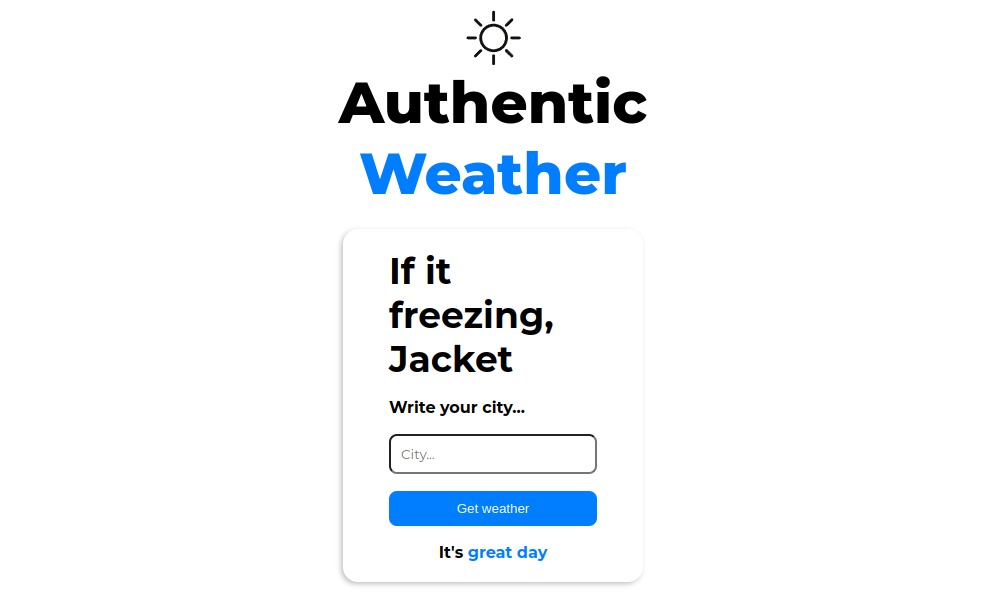 Authentic
Weather
If it
freezing,
Jacket
Write your city...
City...
Get weather
It's great day